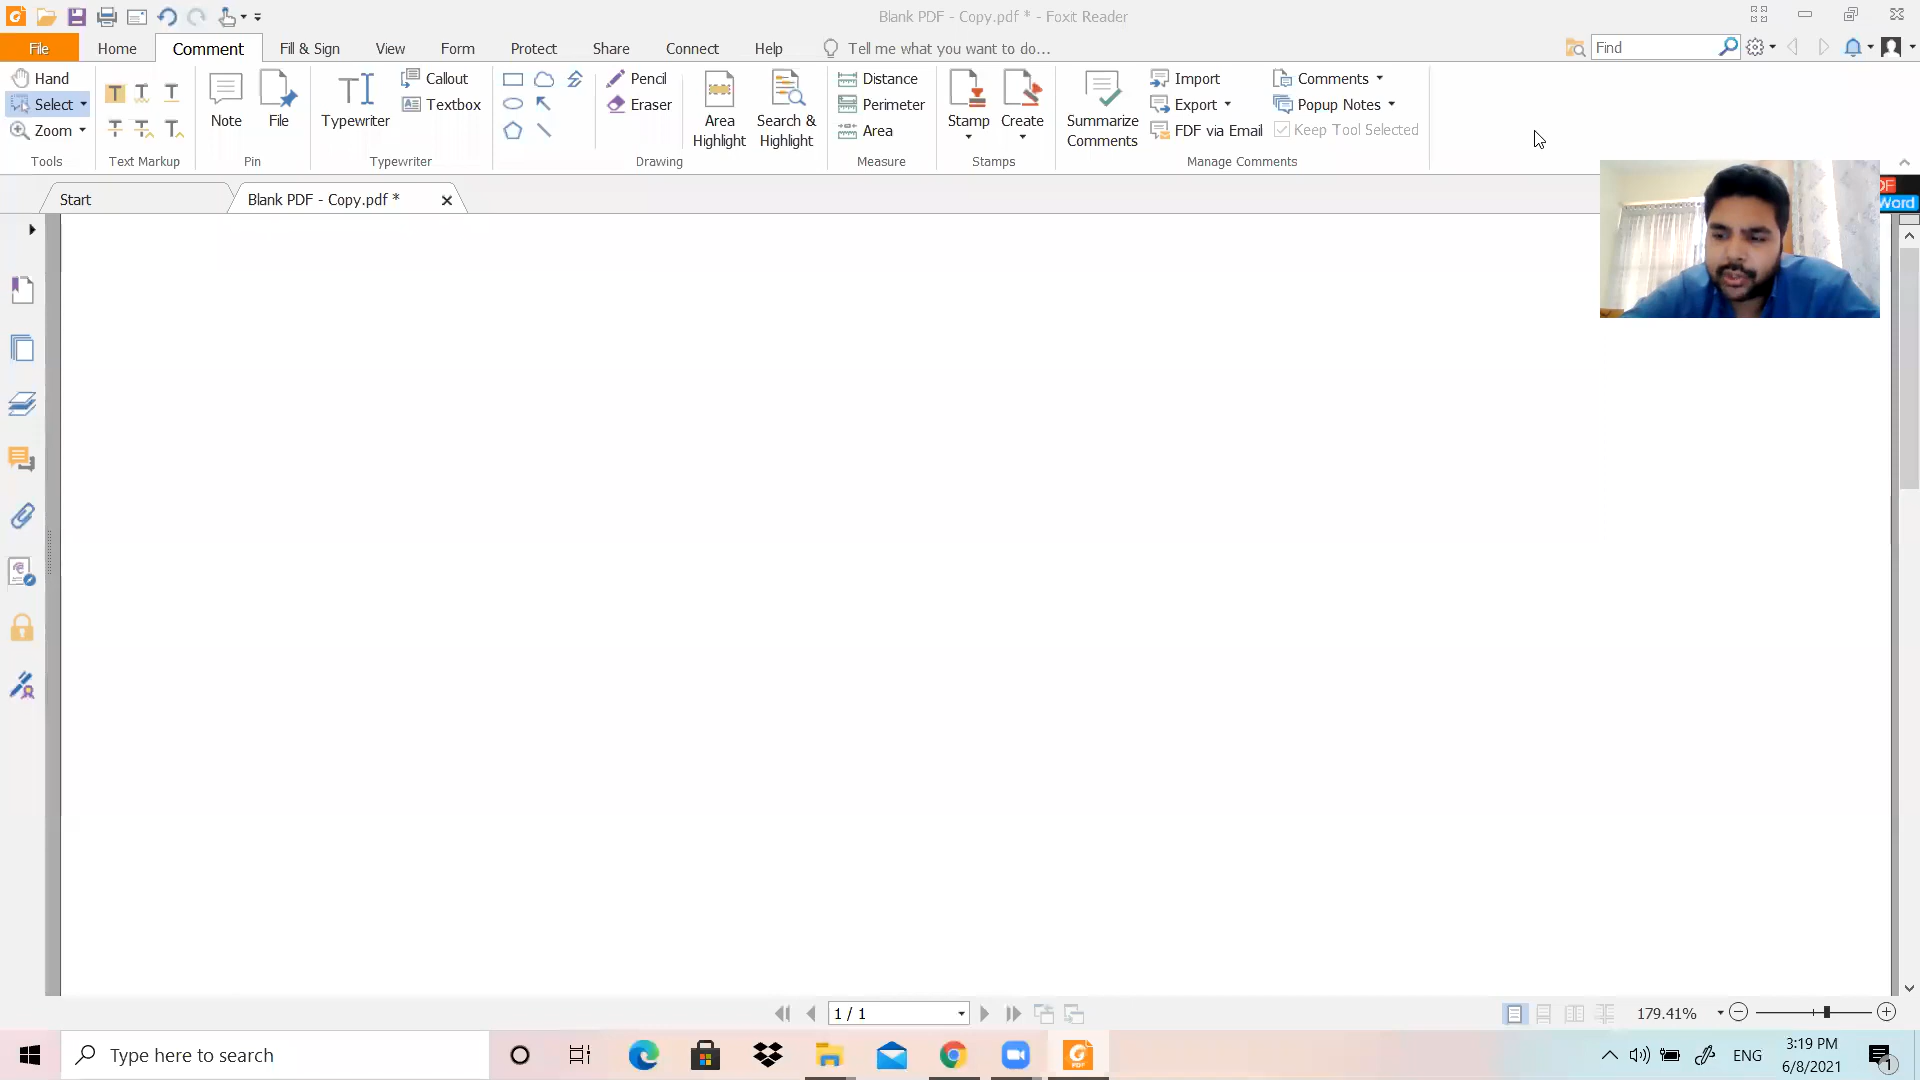 Blank PDF - Copy.pdf * - Foxit Reader
File Home Comment Fill & Sign View Form Protect Share Connect Help Tell me what you want to do... Find
Hand
Select
Zoom
Tools
Text Markup
Note
File
Pin
Typewriter
Callout
Textbox
Typewriter
Pencil
Eraser
Area
Highlight
Search &
Highlight
Drawing
Distance
Perimeter
Area
Measure
Stamp
Create
Stamps
Summarize
Comments
Import
Export
FDF via Email
Comments
Popup Notes
Keep Tool Selected
Manage Comments
Start
Blank PDF - Copy.pdf *
Word
1 / 1
179.41%
Type here to search
PDF
ENG
3:19 PM
6/8/2021
1